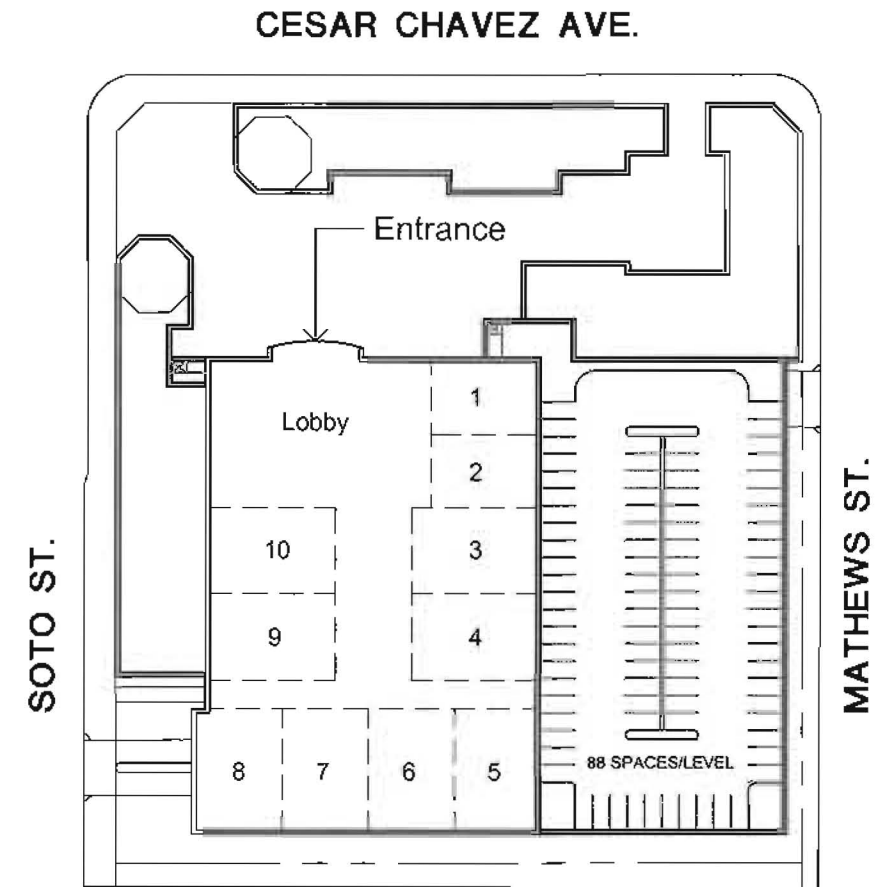 CESAR CHAVEZ AVE.
Entrance
Lobby
1
2
3
4
10
9
8
7
6
5
88 SPACES/LEVEL
SOTO ST.
MATHEWS ST.